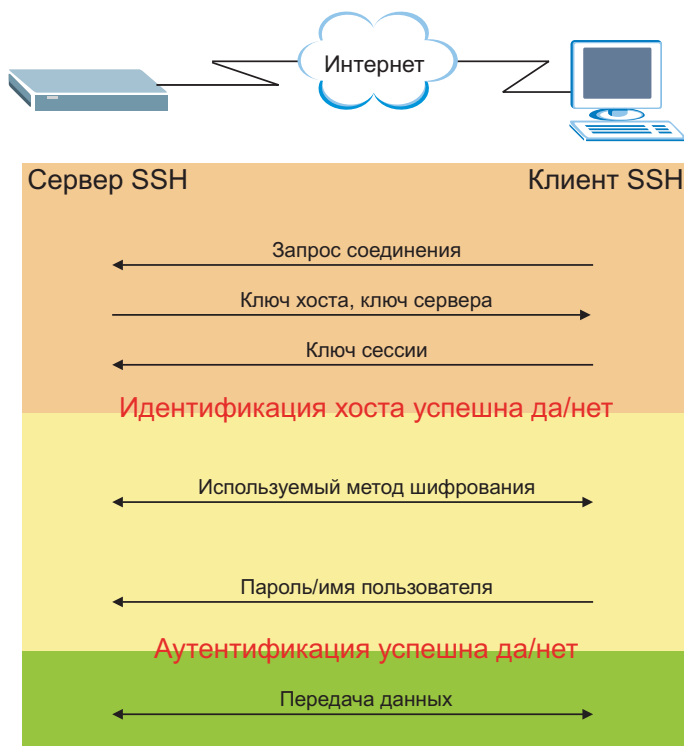 Интернет
Сервер SSH
Клиент SSH
Запрос соединения
Ключ хоста, ключ сервера
Ключ сессии
Идентификация хоста успешна да/нет
Используемый метод шифрования
Пароль/имя пользователя
Аутентификация успешна да/нет
Передача данных